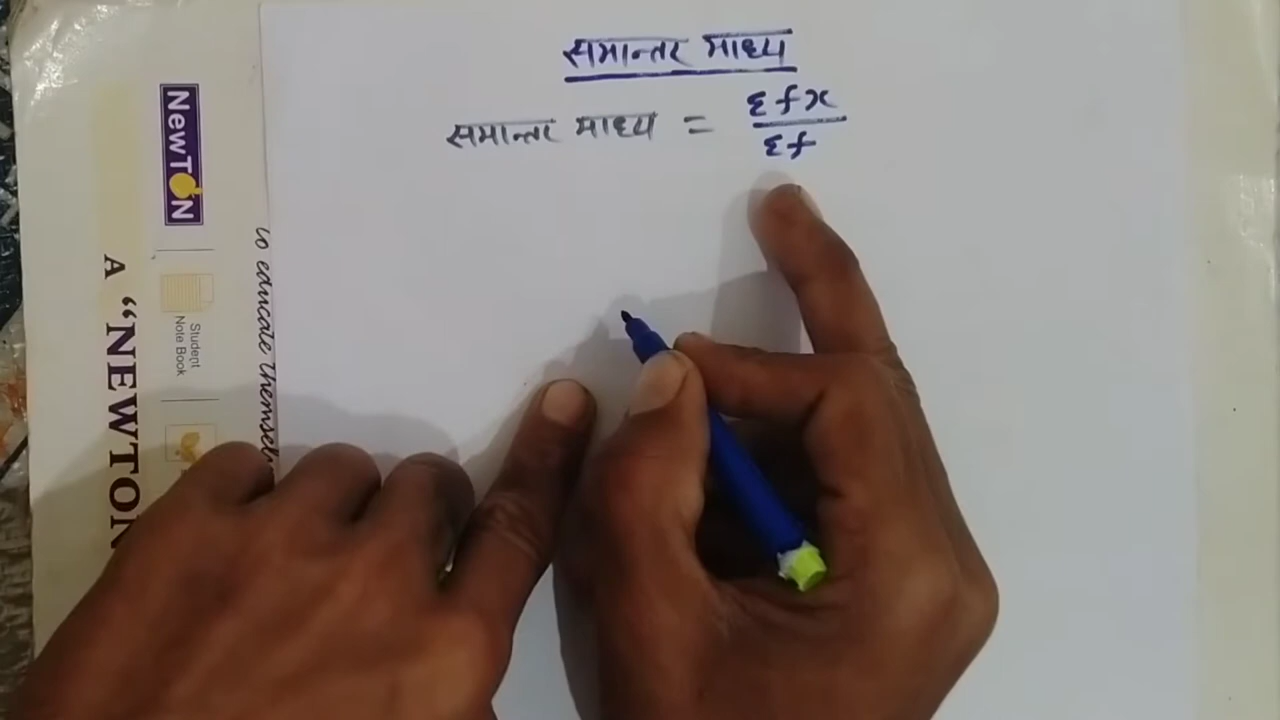 समान्तर माध्य
समान्तर माध्य = Σfx / Σf
NewTON
Student
Note Book
A “NEWTON
to educate themsel